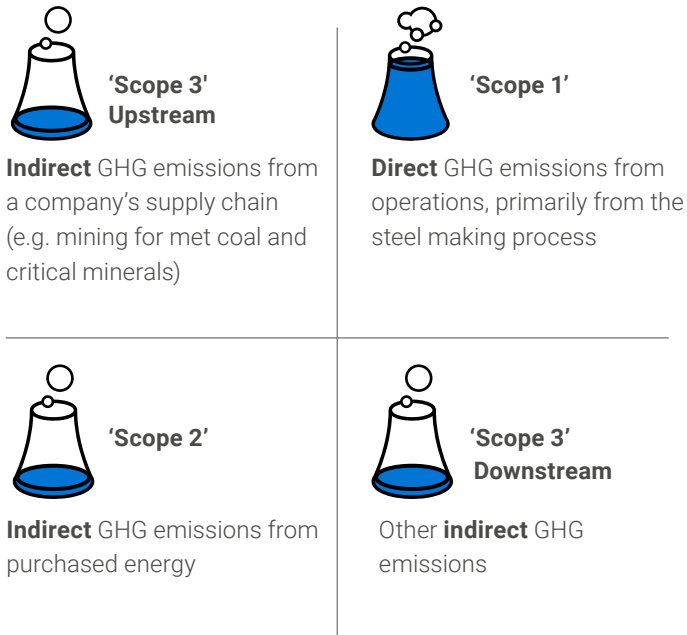 ‘Scope 3'
Upstream
Indirect GHG emissions from
a company’s supply chain
(e.g. mining for met coal and
critical minerals)
‘Scope 1’
Direct GHG emissions from
operations, primarily from the
steel making process
‘Scope 2’
Indirect GHG emissions from
purchased energy
‘Scope 3’
Downstream
Other indirect GHG
emissions